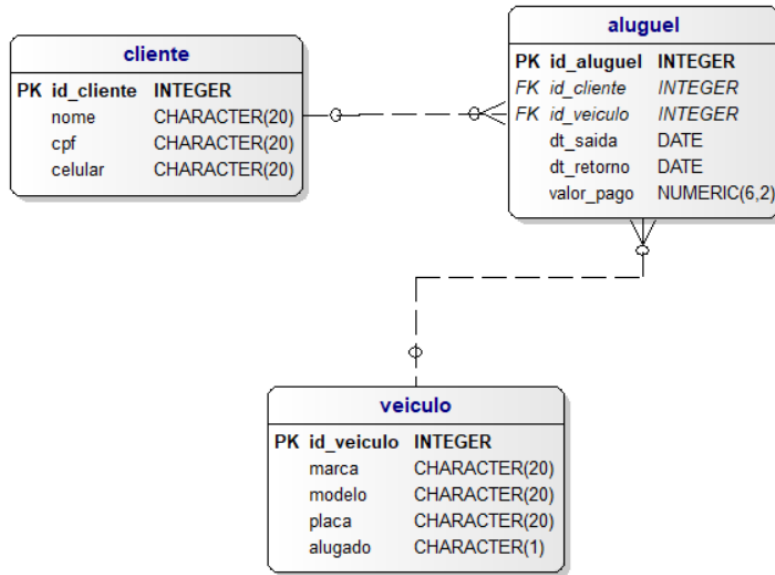 cliente
PK id_cliente INTEGER
nome CHARACTER(20)
cpf CHARACTER(20)
celular CHARACTER(20)
aluguel
PK id_aluguel INTEGER
FK id_cliente INTEGER
FK id_veiculo INTEGER
dt_saida DATE
dt_retorno DATE
valor_pago NUMERIC(6,2)
veiculo
PK id_veiculo INTEGER
marca CHARACTER(20)
modelo CHARACTER(20)
placa CHARACTER(20)
alugado CHARACTER(1)